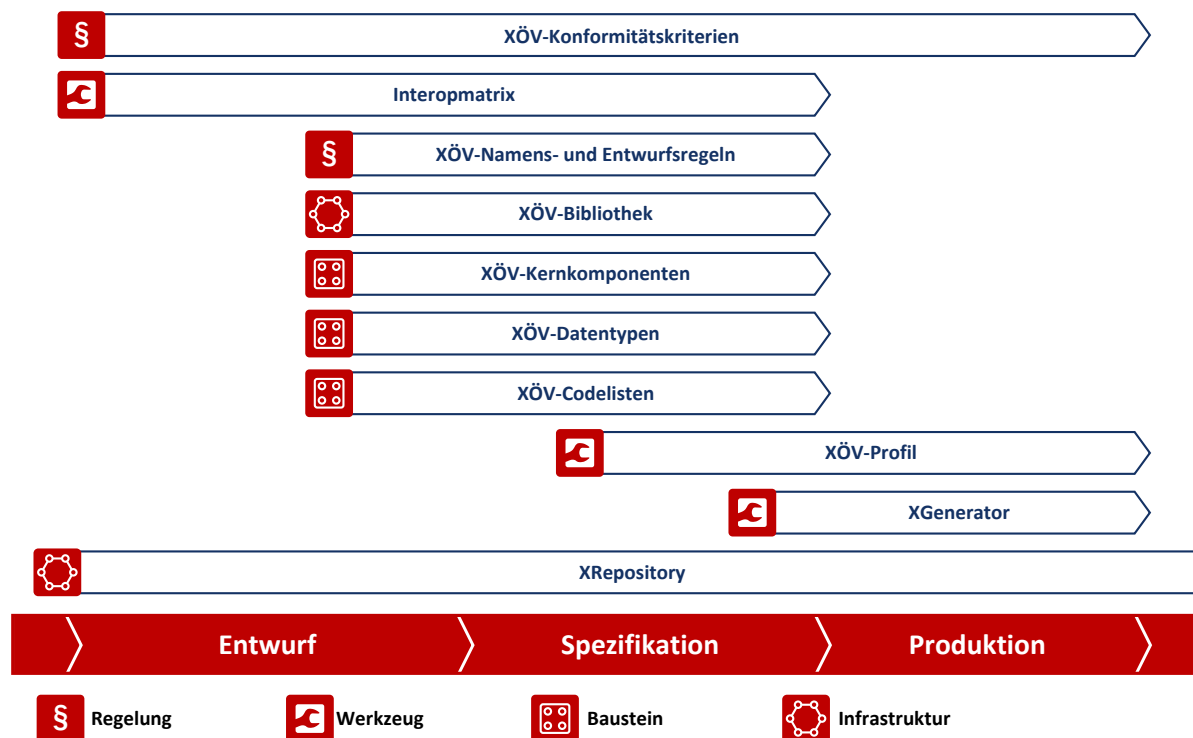 § XÖV-Konformitätskriterien
Interopmatrix
§ XÖV-Namens- und Entwurfsregeln
XÖV-Bibliothek
XÖV-Kernkomponenten
XÖV-Datentypen
XÖV-Codelisten
XÖV-Profil
XGenerator
XRepository
Entwurf Spezifikation Produktion
§ Regelung Werkzeug Baustein Infrastruktur